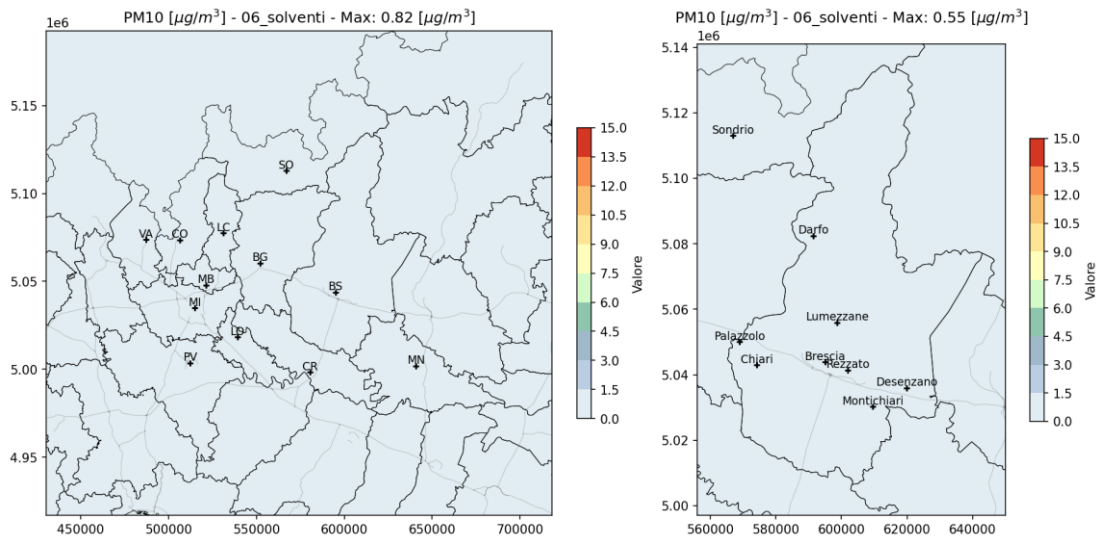 PM10 [μg/m³] - 06_solventi - Max: 0.82 [μg/m³]
1e6
5.15
5.10
5.05
5.00
4.95
SO
VA
CO
LC
BG
MB
BS
MI
LO
PV
CR
MN
450000 500000 550000 600000 650000 700000
15.0
13.5
12.0
10.5
9.0
7.5
6.0
4.5
3.0
1.5
0.0
Valore
PM10 [μg/m³] - 06_solventi - Max: 0.55 [μg/m³]
1e6
5.14
5.12
5.10
5.08
5.06
5.04
5.02
5.00
Sondrio
Darfo
Lumezzane
Palazzolo
Chiari
Brescia
Rezzato
Desenzano
Montichiari
560000 580000 600000 620000 640000
15.0
13.5
12.0
10.5
9.0
7.5
6.0
4.5
3.0
1.5
0.0
Valore